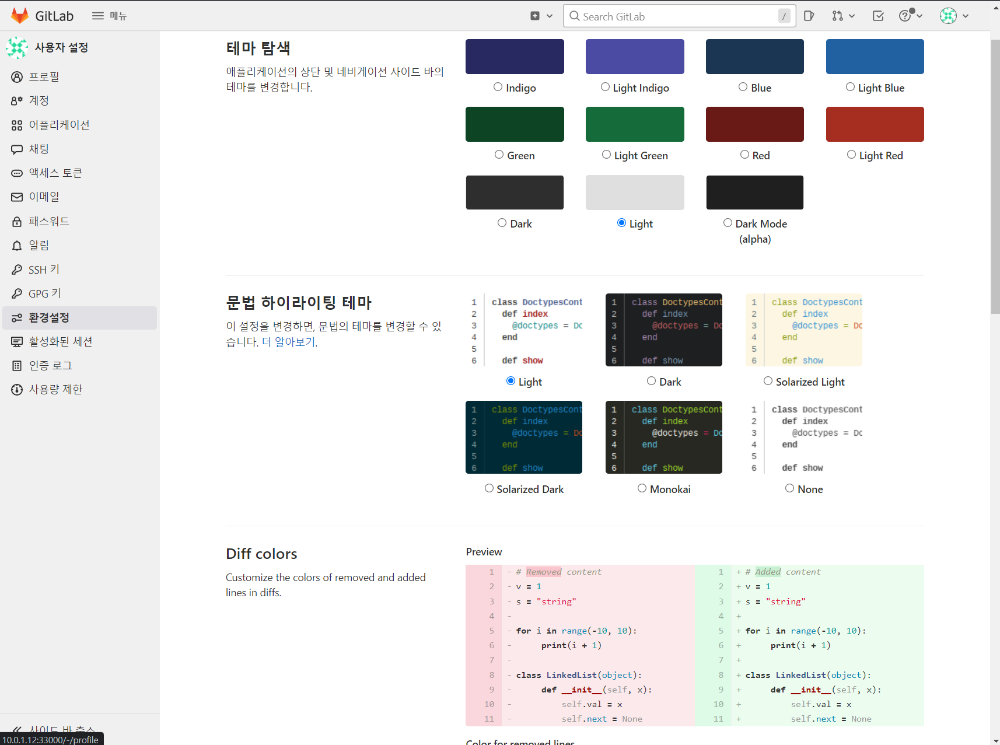 GitLab
메뉴
Search GitLab
/
사용자 설정
프로필
계정
어플리케이션
채팅
액세스 토큰
이메일
패스워드
알림
SSH 키
GPG 키
환경설정
활성화된 세션
인증 로그
사용량 제한
사이드 바 축소
10.0.1.12:33000/-/profile
테마 탐색
애플리케이션의 상단 및 네비게이션 사이드 바의
테마를 변경합니다.
Indigo
Light Indigo
Blue
Light Blue
Green
Light Green
Red
Light Red
Dark
Light
Dark Mode
(alpha)
문법 하이라이팅 테마
이 설정을 변경하면, 문법의 테마를 변경할 수 있
습니다. 더 알아보기.
1 class DoctypesCont
2 def index
3 @doctypes = Dc
4 end
5
6 def show
Light
1 class DoctypesCont
2 def index
3 @doctypes = Dc
4 end
5
6 def show
Dark
1 class DoctypesCont
2 def index
3 @doctypes = Dc
4 end
5
6 def show
Solarized Light
1 class DoctypesCont
2 def index
3 @doctypes = Dc
4 end
5
6 def show
Solarized Dark
1 class DoctypesCont
2 def index
3 @doctypes = Dc
4 end
5
6 def show
Monokai
1 class DoctypesCont
2 def index
3 @doctypes = Dc
4 end
5
6 def show
None
Diff colors
Customize the colors of removed and added
lines in diffs.
Preview
1 - # Removed content
2 - v = 1
3 - s = "string"
4 -
5 - for i in range(-10, 10):
6 - print(i + 1)
7 -
8 - class LinkedList(object):
9 - def __init__(self, x):
10 - self.val = x
11 - self.next = None
1 + # Added content
2 + v = 1
3 + s = "string"
4 +
5 + for i in range(-10, 10):
6 + print(i + 1)
7 +
8 + class LinkedList(object):
9 + def __init__(self, x):
10 + self.val = x
11 + self.next = None
Color for removed lines